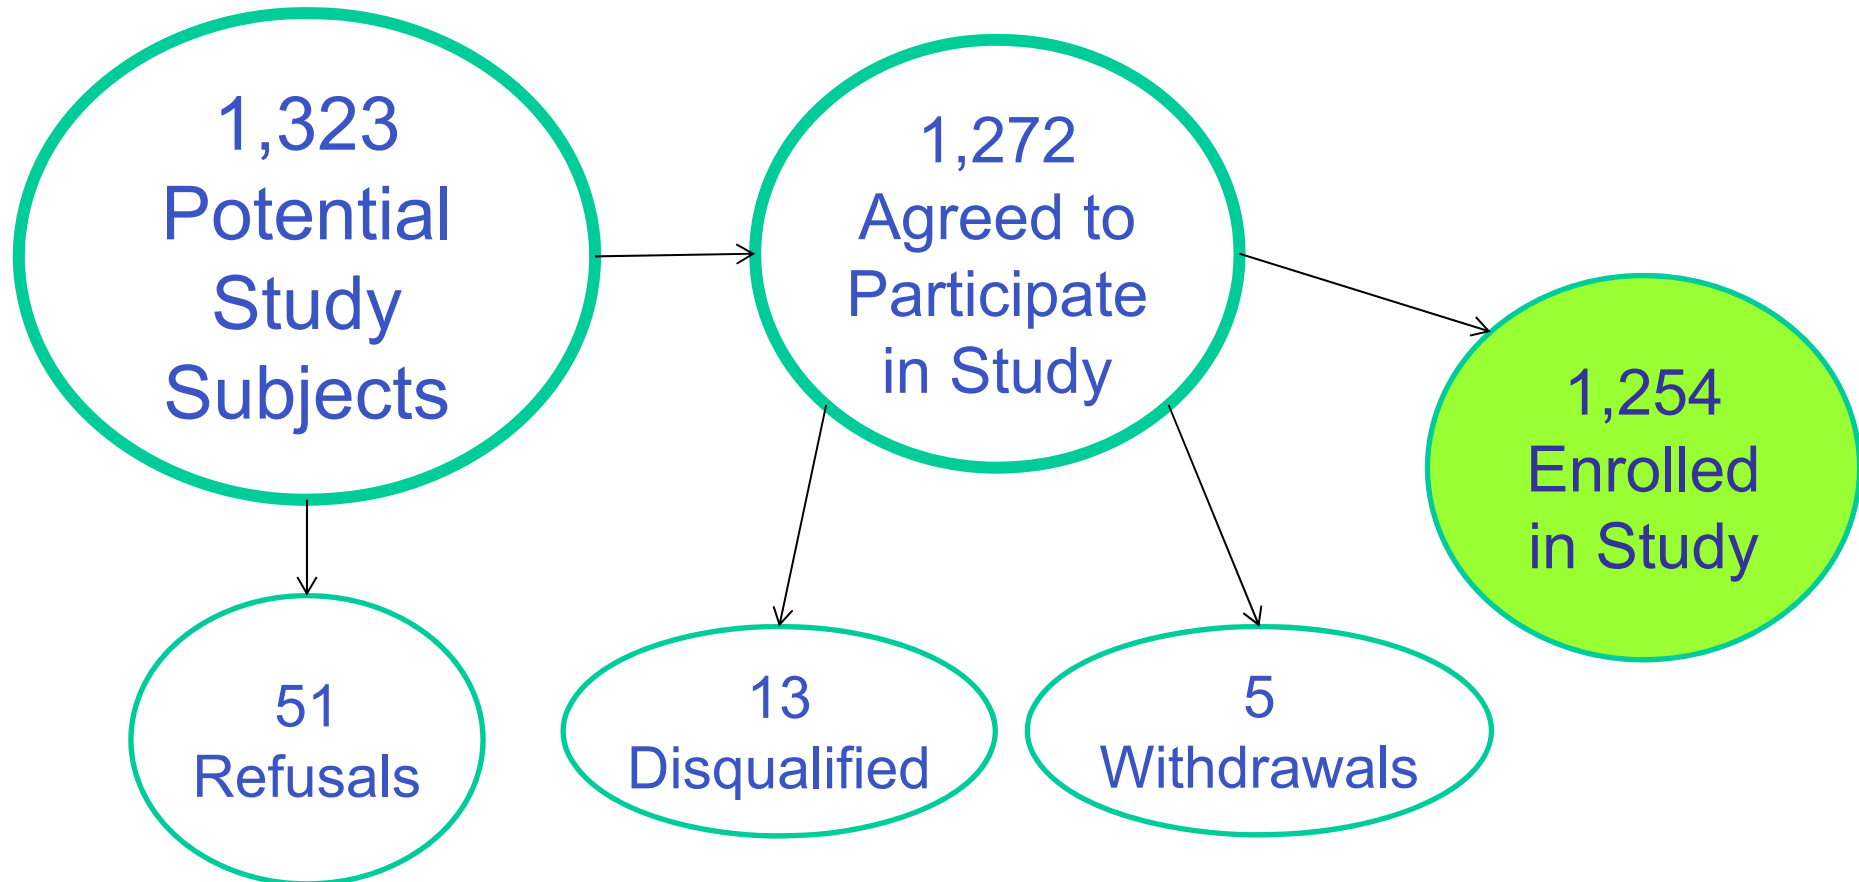 1,323
Potential
Study
Subjects
1,272
Agreed to
Participate
in Study
1,254
Enrolled
in Study
51
Refusals
13
Disqualified
5
Withdrawals